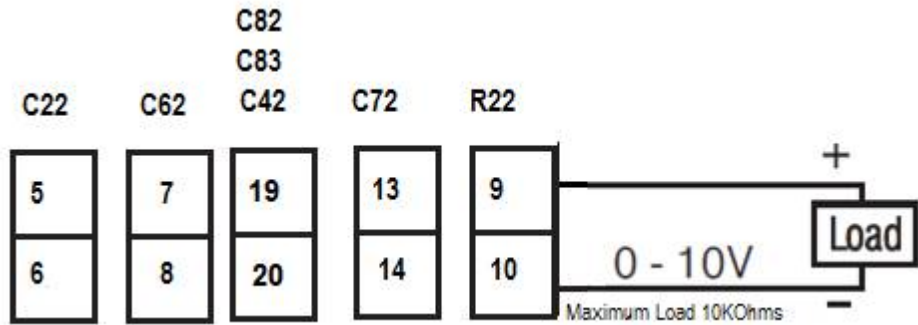 C82
C83
C22 C62 C42 C72 R22
5 7 19 13 9 +
Load
6 8 20 14 10 0 - 10V
Maximum Load 10KOhms -